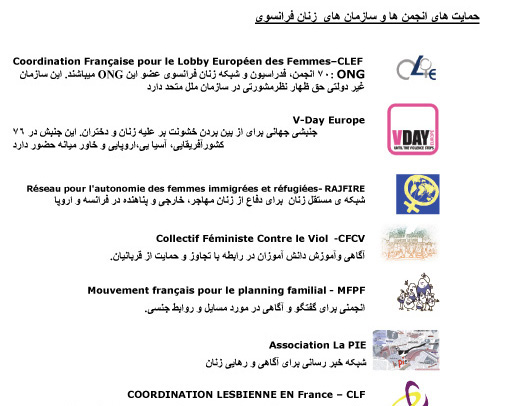 حمایت های انجمن ها و سازمان های زنان فرانسوی
Coordination Française pour le Lobby Européen des Femmes–CLEF
ONG :۷۰ انجمن، فدراسیون و شبکه زنان فرانسوی عضو این ONG میباشند. این سازمان
غیر دولتی حق ظهار نظرمشورتی در سازمان ملل متحد دارد
V-Day Europe
جنبشی جهانی برای از بین بردن خشونت بر علیه زنان و دختران. این جنبش در ۷۶
کشورآفریقایی، آسیا یی،اروپایی و خاور میانه حضور دارد
VDAY
UNTIL THE VIOLENCE STOPS
Réseau pour l'autonomie des femmes immigrées et réfugiées- RAJFIRE
شبکه ی مستقل زنان برای دفاع از زنان مهاجر، خارجی و پناهنده در فرانسه و اروپا
Collectif Féministe Contre le Viol -CFCV
آگاهی وآموزش دانش آموزان در رابطه با تجاوز و حمایت از قربانیان.
Mouvement français pour le planning familial - MFPF
انجمنی برای گفتگو و آگاهی در مورد مسایل و روابط جنسی.
Association La PIE
شبکه خبر رسانی برای آگاهی و رهایی زنان
COORDINATION LESBIENNE EN France – CLF